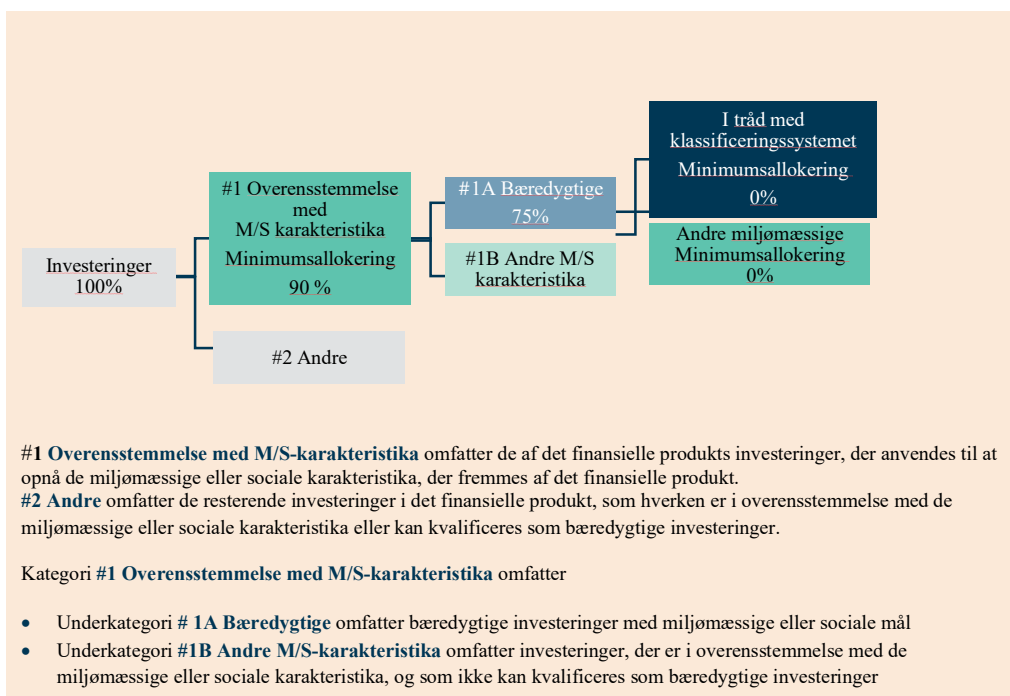 Investeringer
100%
#1 Overensstemmelse
med
M/S karakteristika
Minimumsallokering
90 %
#2 Andre
#1A Bæredygtige
75%
#1B Andre M/S
karakteristika
I tråd med
klassificeringssystemet
Minimumsallokering
0%
Andre miljømæssige
Minimumsallokering
0%
#1 Overensstemmelse med M/S-karakteristika omfatter de af det finansielle produkts investeringer, der anvendes til at
opnå de miljømæssige eller sociale karakteristika, der fremmes af det finansielle produkt.
#2 Andre omfatter de resterende investeringer i det finansielle produkt, som hverken er i overensstemmelse med de
miljømæssige eller sociale karakteristika eller kan kvalificeres som bæredygtige investeringer.
Kategori #1 Overensstemmelse med M/S-karakteristika omfatter
• Underkategori # 1A Bæredygtige omfatter bæredygtige investeringer med miljømæssige eller sociale mål
• Underkategori #1B Andre M/S-karakteristika omfatter investeringer, der er i overensstemmelse med de
miljømæssige eller sociale karakteristika, og som ikke kan kvalificeres som bæredygtige investeringer